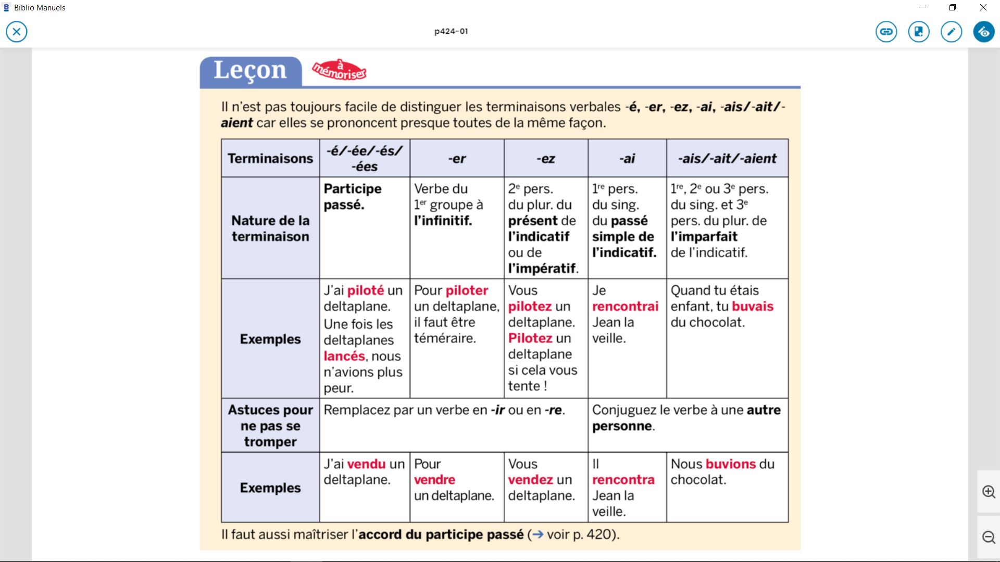 Biblio Manuels
p424-01
Leçon
à
mémoriser
Il n'est pas toujours facile de distinguer les terminaisons verbales -é, -er, -ez, -ai, -ais/-ait/-
aient car elles se prononcent presque toutes de la même façon.
Terminaisons
-é/-ée/-és/
-ées
-er
-ez
-ai
-ais/-ait/-aient
Nature de la
terminaison
Participe
passé.
Verbe du
1er groupe à
l'infinitif.
2e pers.
du plur. du
présent de
l'indicatif
ou de
l'impératif.
1re pers.
du sing.
du passé
simple de
l'indicatif.
1re, 2e ou 3e pers.
du sing. et 3e
pers. du plur. de
l'imparfait
de l'indicatif.
Exemples
J'ai piloté un
deltaplane.
Une fois les
deltaplanes
lancés, nous
n'avions plus
peur.
Pour piloter
un deltaplane,
il faut être
téméraire.
Vous
pilotez un
deltaplane.
Pilotez un
deltaplane
si cela vous
tente !
Je
rencontrai
Jean la
veille.
Quand tu étais
enfant, tu buvais
du chocolat.
Astuces pour
ne pas se
tromper
Remplacez par un verbe en -ir ou en -re.
Conjuguez le verbe à une autre
personne.
Exemples
J'ai vendu un
deltaplane.
Pour
vendre
un deltaplane.
Vous
vendez un
deltaplane.
Il
rencontra
Jean la
veille.
Nous buvions du
chocolat.
Il faut aussi maîtriser l'accord du participe passé (➔ voir p. 420).